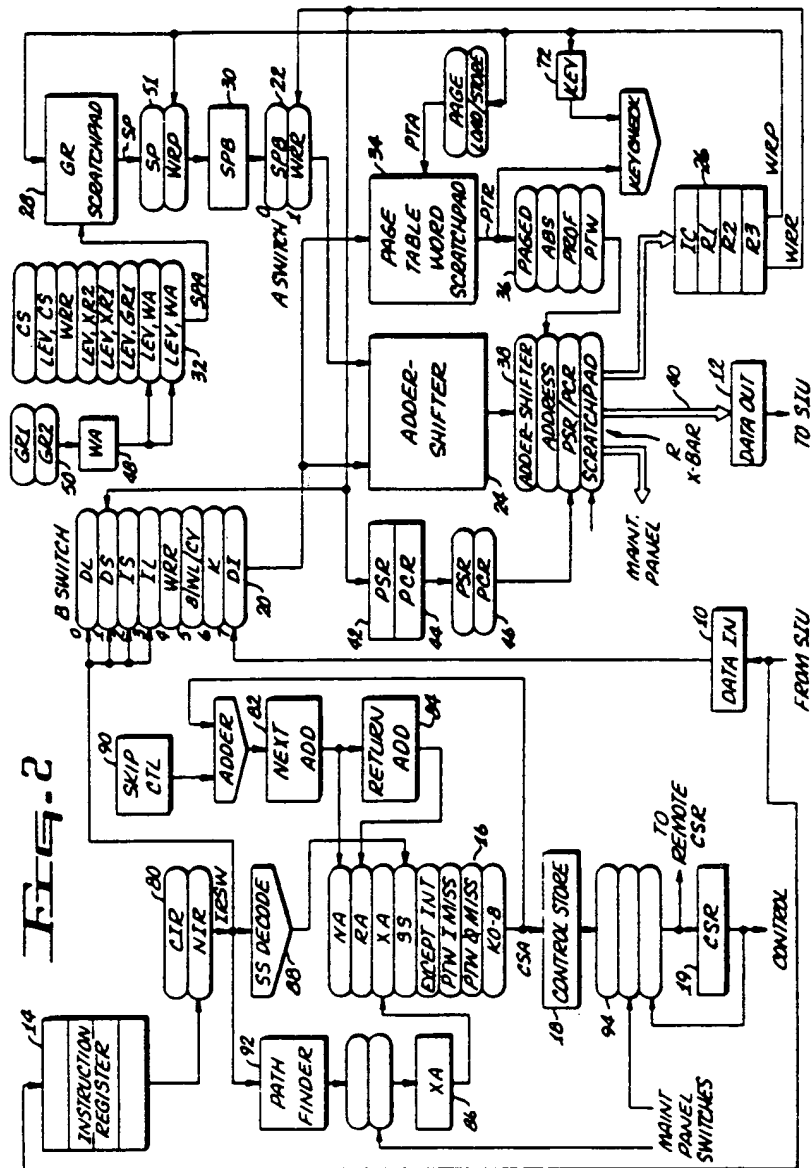 FIG. 2
14
INSTRUCTION
REGISTER
80
CIR
NIR
IRSW
92
PATH
FINDER
XA
86
MAINT
PANEL
SWITCHES
SS DECODE
88
90
SKIP
CTL
ADDER
82
NEXT
ADD
RETURN
ADD
84
NA
RA
XA
SS
EXCEPT INT
PTW I MISS
PTW O MISS
KO-8
16
CSA
CONTROL STORE
18
94
TO
REMOTE
CSR
CSR
19
CONTROL
B SWITCH
0 DL
1 DS
2 IS
3 IL
4 WRR
5 8/NL/CY
6 K
7 DI
20
42
PSR
PCR
44
PSR
PCR
46
DATA IN
10
FROM SIU
GR1
GR2
50
WA
48
CS
LEV, CS
WRR
LEV, XR2
LEV, XR1
LEV, GR1
LEV, WA
LEV, WA
32
SPA
28
GR
SCRATCHPAD
SP
SP
WRP
51
SPB
30
A SWITCH
0 SPB
1 WRR
22
ADDER-
SHIFTER
24
PAGE
TABLE
WORD
SCRATCHPAD
34
PTA
PAGE
LOAD/STORE
72
KEY
KEYCHECK
PTR
PAGED
ABS
PROF
PTW
36
ADDER-SHIFTER
ADDRESS
PSR/PCR
SCRATCHPAD
38
MAINT.
PANEL
R
X-BAR
40
DATA OUT
12
TO SIU
IC
R1
R2
R3
26
WRP
WRR